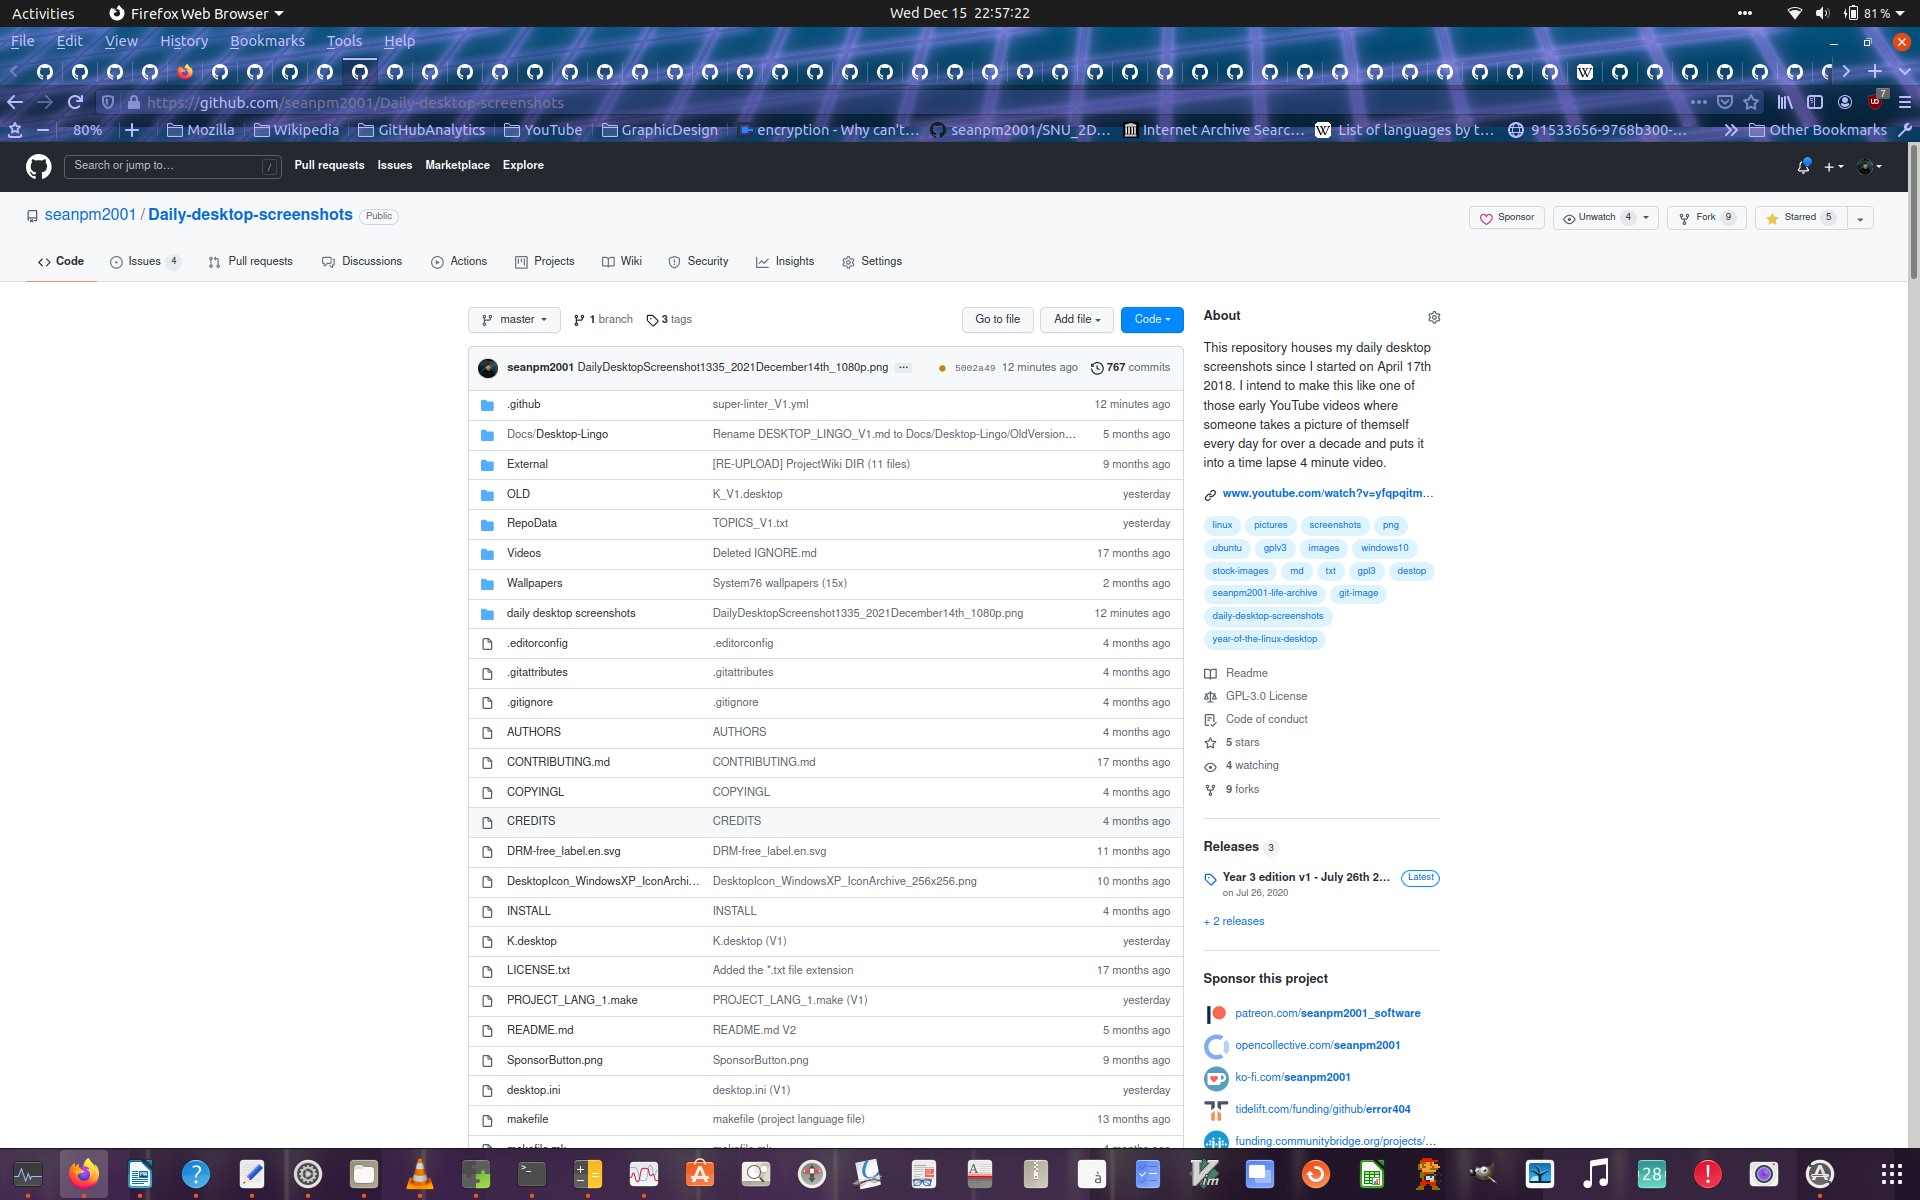 Activities Firefox Web Browser Wed Dec 15 22:57:22 81 %
File Edit View History Bookmarks Tools Help
https://github.com/seanpm2001/Daily-desktop-screenshots 7
80% Mozilla Wikipedia GitHubAnalytics YouTube GraphicDesign encryption - Why can't... seanpm2001/SNU_2D... Internet Archive Searc... List of languages by t... 91533656-9768b300-... Other Bookmarks
Search or jump to... / Pull requests Issues Marketplace Explore
seanpm2001 / Daily-desktop-screenshots Public Sponsor Unwatch 4 Fork 9 Starred 5
Code Issues 4 Pull requests Discussions Actions Projects Wiki Security Insights Settings
master 1 branch 3 tags Go to file Add file Code
seanpm2001 DailyDesktopScreenshot1335_2021December14th_1080p.png ... 5002a49 12 minutes ago 767 commits
.github super-linter_V1.yml 12 minutes ago
Docs/Desktop-Lingo Rename DESKTOP_LINGO_V1.md to Docs/Desktop-Lingo/OldVersion... 5 months ago
External [RE-UPLOAD] ProjectWiki DIR (11 files) 9 months ago
OLD K_V1.desktop yesterday
RepoData TOPICS_V1.txt yesterday
Videos Deleted IGNORE.md 17 months ago
Wallpapers System76 wallpapers (15x) 2 months ago
daily desktop screenshots DailyDesktopScreenshot1335_2021December14th_1080p.png 12 minutes ago
.editorconfig .editorconfig 4 months ago
.gitattributes .gitattributes 4 months ago
.gitignore .gitignore 4 months ago
AUTHORS AUTHORS 4 months ago
CONTRIBUTING.md CONTRIBUTING.md 17 months ago
COPYINGL COPYINGL 4 months ago
CREDITS CREDITS 4 months ago
DRM-free_label.en.svg DRM-free_label.en.svg 11 months ago
DesktopIcon_WindowsXP_IconArchi... DesktopIcon_WindowsXP_IconArchive_256x256.png 10 months ago
INSTALL INSTALL 4 months ago
K.desktop K.desktop (V1) yesterday
LICENSE.txt Added the *.txt file extension 17 months ago
PROJECT_LANG_1.make PROJECT_LANG_1.make (V1) yesterday
README.md README.md V2 5 months ago
SponsorButton.png SponsorButton.png 9 months ago
desktop.ini desktop.ini (V1) yesterday
makefile makefile (project language file) 13 months ago
About
This repository houses my daily desktop
screenshots since I started on April 17th
2018. I intend to make this like one of
those early YouTube videos where
someone takes a picture of themself
every day for over a decade and puts it
into a time lapse 4 minute video.
www.youtube.com/watch?v=yfqpqitm...
linux pictures screenshots png
ubuntu gplv3 images windows10
stock-images md txt gpl3 destop
seanpm2001-life-archive git-image
daily-desktop-screenshots
year-of-the-linux-desktop
Readme
GPL-3.0 License
Code of conduct
5 stars
4 watching
9 forks
Releases 3
Year 3 edition v1 - July 26th 2... Latest
on Jul 26, 2020
+ 2 releases
Sponsor this project
patreon.com/seanpm2001_software
opencollective.com/seanpm2001
ko-fi.com/seanpm2001
tidelift.com/funding/github/error404
funding.communitybridge.org/projects/...
28